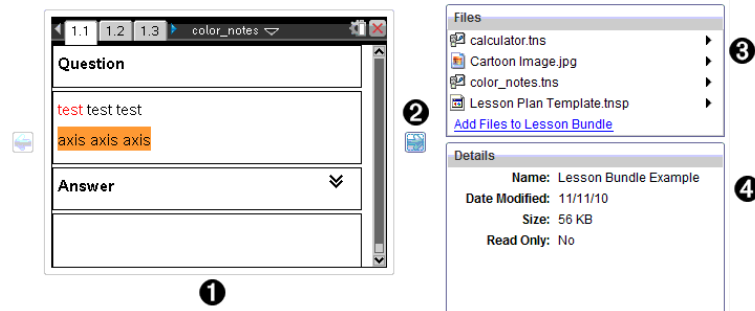 1.1 1.2 1.3 color_notes
Question
test test test
axis axis axis
Answer
1
2
Files
calculator.tns
Cartoon Image.jpg
color_notes.tns
Lesson Plan Template.tnsp
Add Files to Lesson Bundle
3
Details
Name: Lesson Bundle Example
Date Modified: 11/11/10
Size: 56 KB
Read Only: No
4